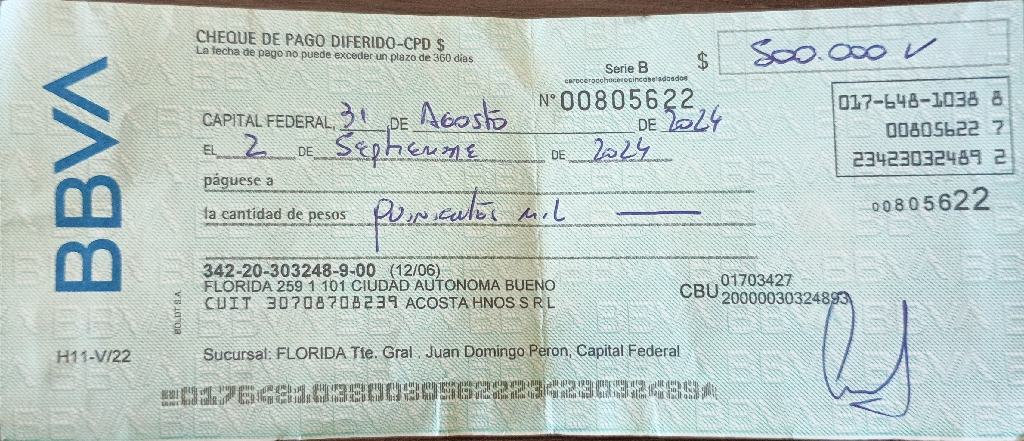 BBVA
CHEQUE DE PAGO DIFERIDO-CPD $
La fecha de pago no puede exceder un plazo de 360 días
Serie B
$ 500.000
cerocerochocerocincoseisdosdos
N° 00805622
017-648-1038 8
00805622 7
23423032489 2
CAPITAL FEDERAL, 31 DE Agosto DE 2024
EL 2 DE Septiembre DE 2024
páguese a
00805622
la cantidad de pesos quinientos mil
342-20-303248-9-00 (12/06)
FLORIDA 259 1 101 CIUDAD AUTONOMA BUENO
CUIT 30708708239 ACOSTA HNOS S R L
CBU 01703427
20000030324893
BOLDT S.A.
H11-V/22
Sucursal: FLORIDA Tte. Gral . Juan Domingo Peron, Capital Federal